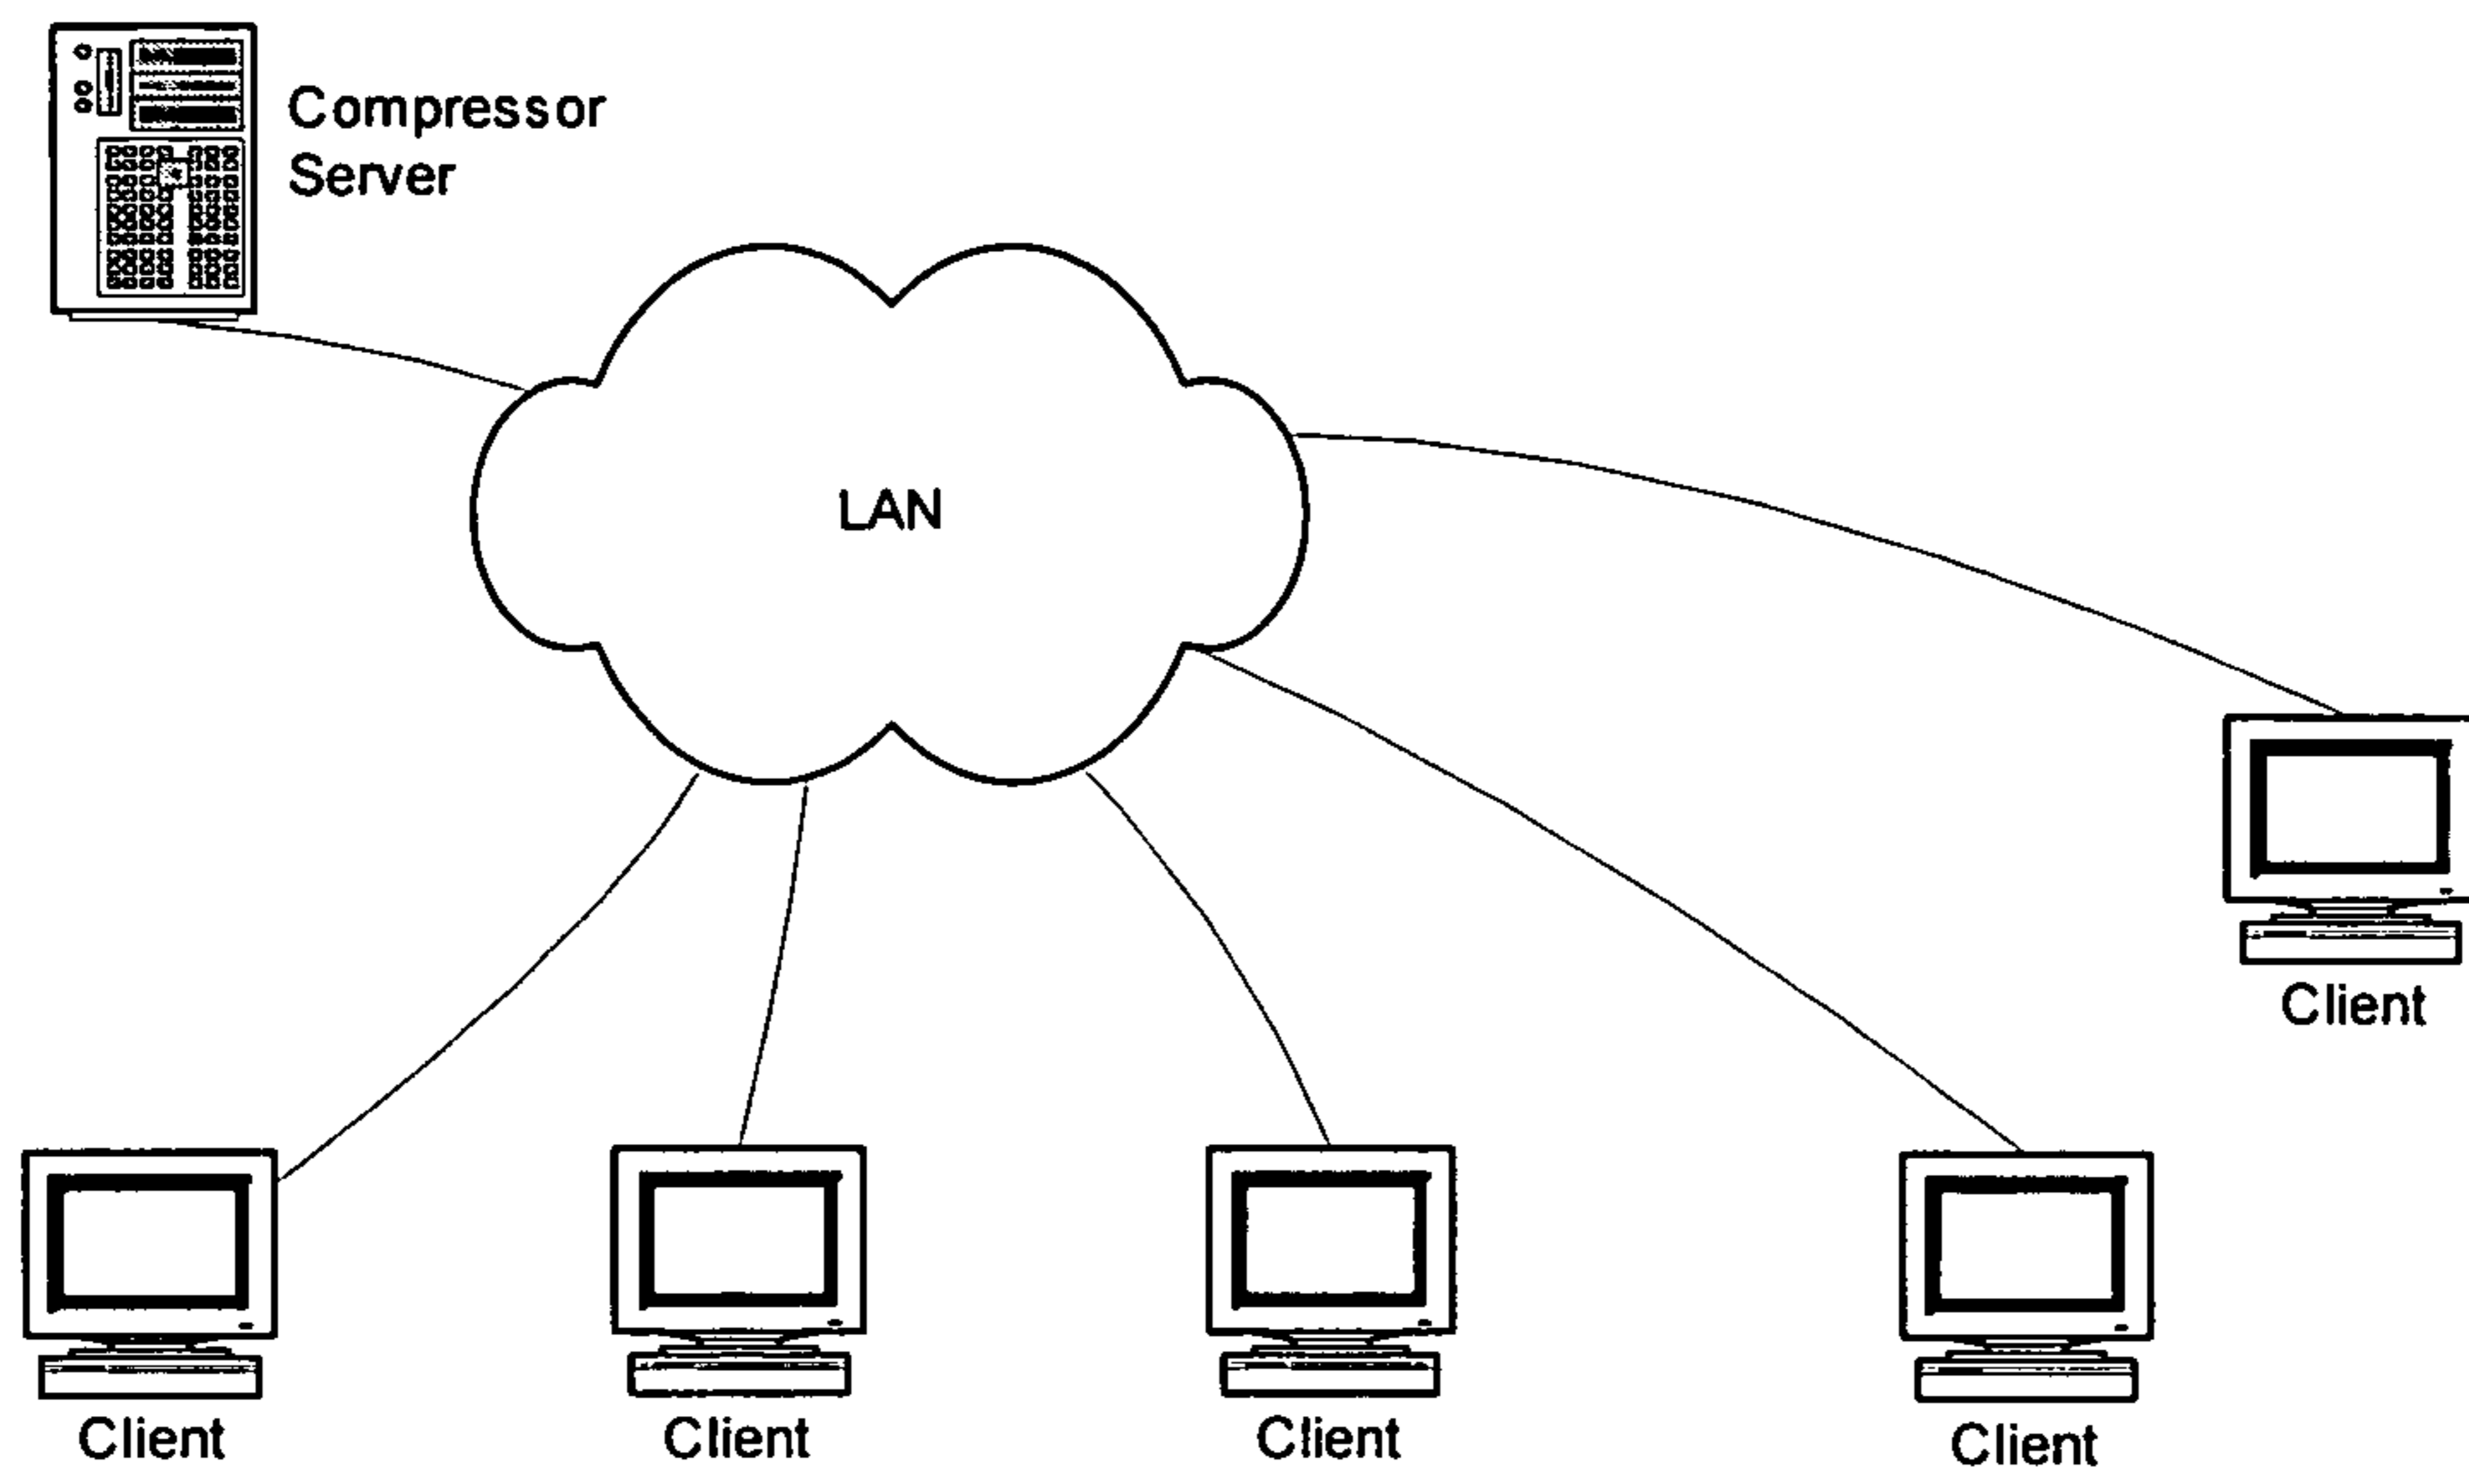 Compressor
Server
LAN
Client
Client
Client
Client
Client